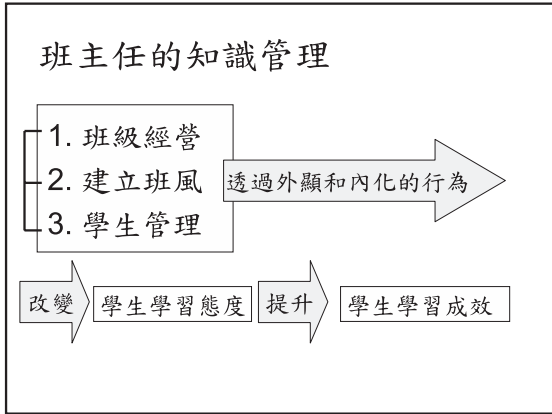 班主任的知識管理
1. 班級經營
2. 建立班風
3. 學生管理
透過外顯和內化的行為
改變
學生學習態度
提升
學生學習成效